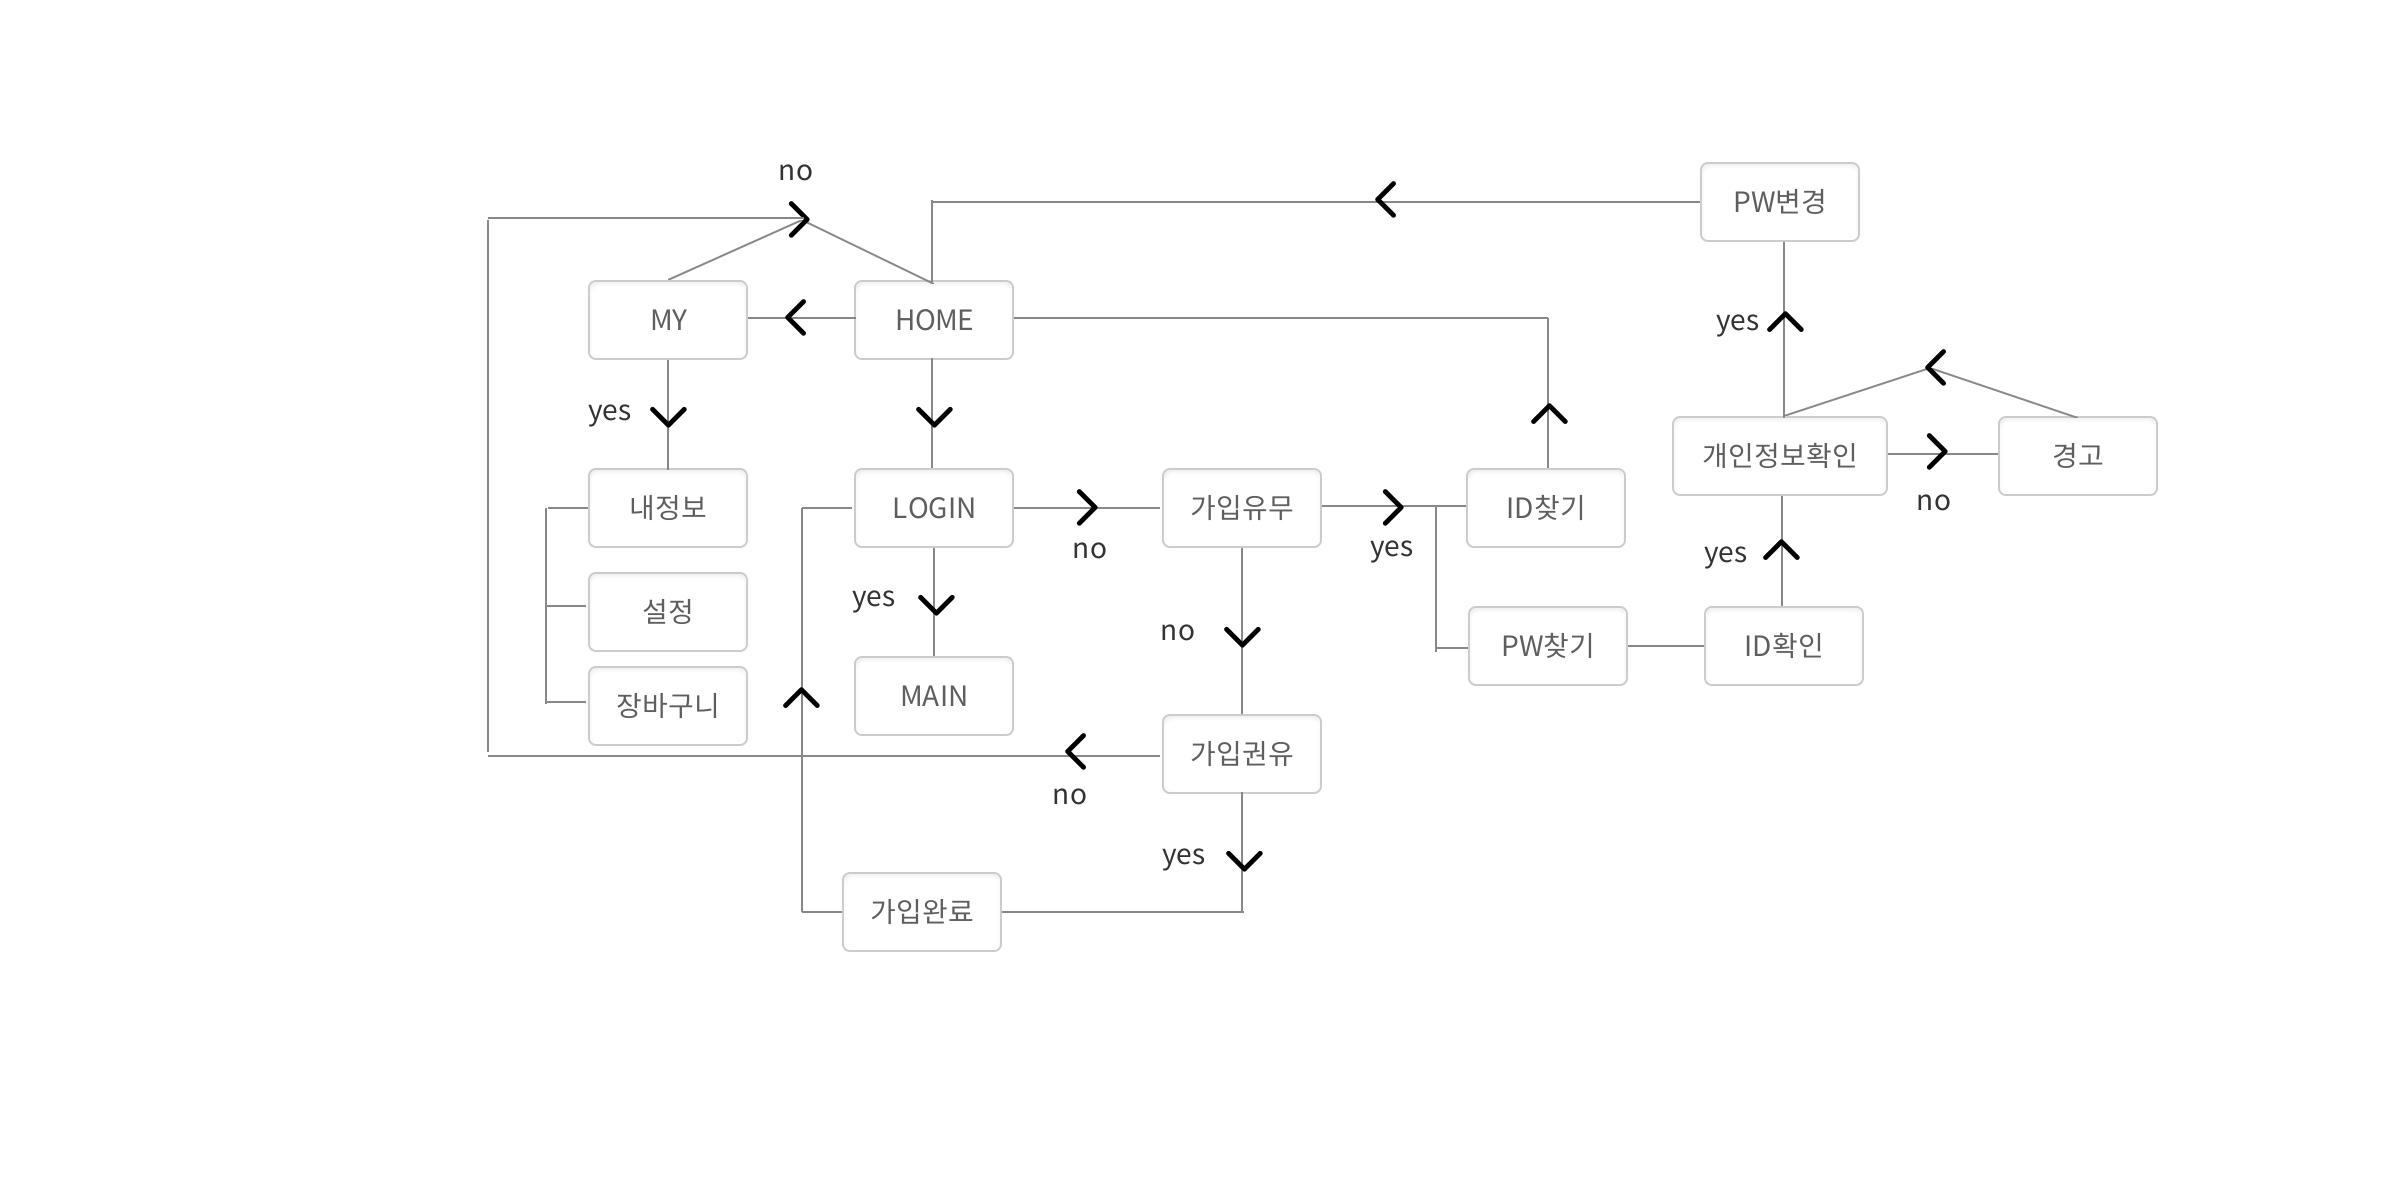 no
PW변경
MY
HOME
yes
yes
개인정보확인
경고
no
내정보
LOGIN
no
가입유무
yes
ID찾기
yes
설정
yes
no
PW찾기
ID확인
장바구니
MAIN
가입권유
no
yes
가입완료